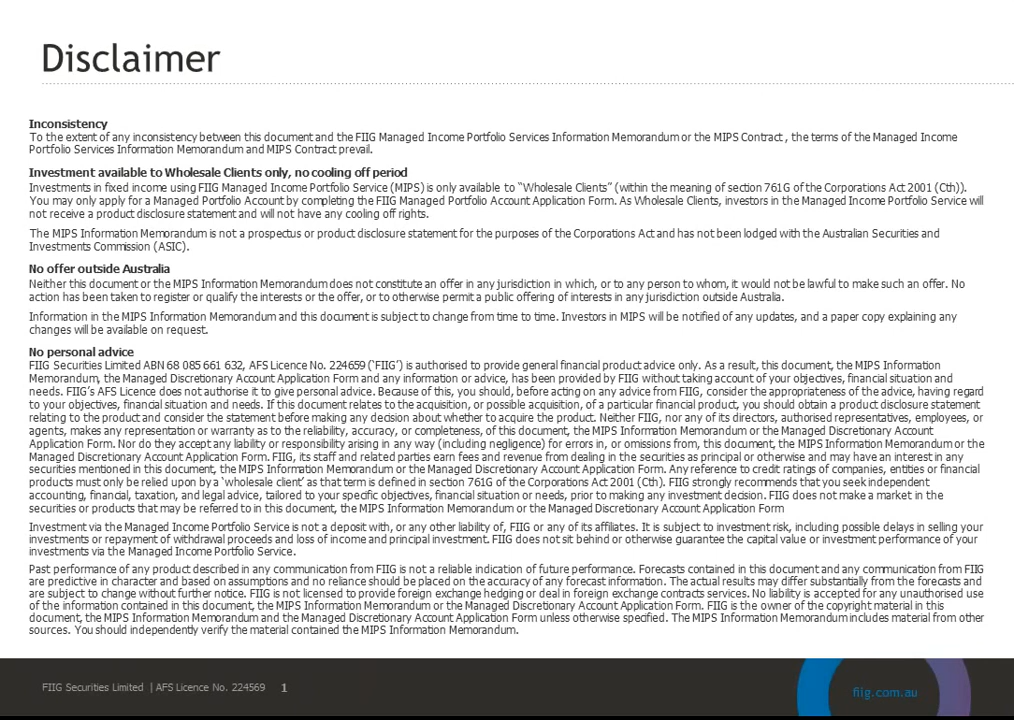 Disclaimer
Inconsistency
To the extent of any inconsistency between this document and the FIIG Managed Income Portfolio Services Information Memorandum or the MIPS Contract , the terms of the Managed Income
Portfolio Services Information Memorandum and MIPS Contract prevail.
Investment available to Wholesale Clients only, no cooling off period
Investments in fixed income using FIIG Managed Income Portfolio Service (MIPS) is only available to “Wholesale Clients” (within the meaning of section 761G of the Corporations Act 2001 (Cth)).
You may only apply for a Managed Portfolio Account by completing the FIIG Managed Portfolio Account Application Form. As Wholesale Clients, investors in the Managed Income Portfolio Service will
not receive a product disclosure statement and will not have any cooling off rights.
The MIPS Information Memorandum is not a prospectus or product disclosure statement for the purposes of the Corporations Act and has not been lodged with the Australian Securities and
Investments Commission (ASIC).
No offer outside Australia
Neither this document or the MIPS Information Memorandum does not constitute an offer in any jurisdiction in which, or to any person to whom, it would not be lawful to make such an offer. No
action has been taken to register or qualify the interests or the offer, or to otherwise permit a public offering of interests in any jurisdiction outside Australia.
Information in the MIPS Information Memorandum and this document is subject to change from time to time. Investors in MIPS will be notified of any updates, and a paper copy explaining any
changes will be available on request.
No personal advice
FIIG Securities Limited ABN 68 085 661 632, AFS Licence No. 224659 (‘FIIG’) is authorised to provide general financial product advice only. As a result, this document, the MIPS Information
Memorandum, the Managed Discretionary Account Application Form and any information or advice, has been provided by FIIG without taking account of your objectives, financial situation and
needs. FIIG’s AFS Licence does not authorise it to give personal advice. Because of this, you should, before acting on any advice from FIIG, consider the appropriateness of the advice, having regard
to your objectives, financial situation and needs. If this document relates to the acquisition, or possible acquisition, of a particular financial product, you should obtain a product disclosure statement
relating to the product and consider the statement before making any decision about whether to acquire the product. Neither FIIG, nor any of its directors, authorised representatives, employees, or
agents, makes any representation or warranty as to the reliability, accuracy, or completeness, of this document, the MIPS Information Memorandum or the Managed Discretionary Account
Application Form. Nor do they accept any liability or responsibility arising in any way (including negligence) for errors in, or omissions from, this document, the MIPS Information Memorandum or the
Managed Discretionary Account Application Form. FIIG, its staff and related parties earn fees and revenue from dealing in the securities as principal or otherwise and may have an interest in any
securities mentioned in this document, the MIPS Information Memorandum or the Managed Discretionary Account Application Form. Any reference to credit ratings of companies, entities or financial
products must only be relied upon by a ‘wholesale client’ as that term is defined in section 761G of the Corporations Act 2001 (Cth). FIIG strongly recommends that you seek independent
accounting, financial, taxation, and legal advice, tailored to your specific objectives, financial situation or needs, prior to making any investment decision. FIIG does not make a market in the
securities or products that may be referred to in this document, the MIPS Information Memorandum or the Managed Discretionary Account Application Form
Investment via the Managed Income Portfolio Service is not a deposit with, or any other liability of, FIIG or any of its affiliates. It is subject to investment risk, including possible delays in selling your
investments or repayment of withdrawal proceeds and loss of income and principal investment. FIIG does not sit behind or otherwise guarantee the capital value or investment performance of your
investments via the Managed Income Portfolio Service.
Past performance of any product described in any communication from FIIG is not a reliable indication of future performance. Forecasts contained in this document and any communication from FIIG
are predictive in character and based on assumptions and no reliance should be placed on the accuracy of any forecast information. The actual results may differ substantially from the forecasts and
are subject to change without further notice. FIIG is not licensed to provide foreign exchange hedging or deal in foreign exchange contracts services. No liability is accepted for any unauthorised use
of the information contained in this document, the MIPS Information Memorandum or the Managed Discretionary Account Application Form. FIIG is the owner of the copyright material in this
document, the MIPS Information Memorandum and the Managed Discretionary Account Application Form unless otherwise specified. The MIPS Information Memorandum includes material from other
sources. You should independently verify the material contained the MIPS Information Memorandum.
FIIG Securities Limited | AFS Licence No. 224569 1
fiig.com.au